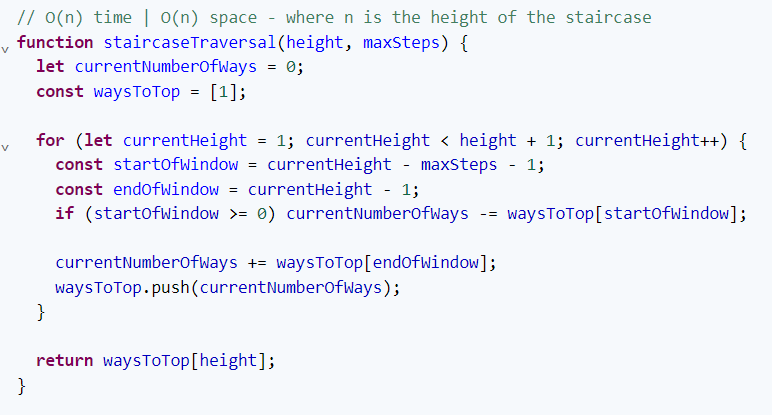 // O(n) time | O(n) space - where n is the height of the staircase
function staircaseTraversal(height, maxSteps) {
  let currentNumberOfWays = 0;
  const waysToTop = [1];

  for (let currentHeight = 1; currentHeight < height + 1; currentHeight++) {
    const startOfWindow = currentHeight - maxSteps - 1;
    const endOfWindow = currentHeight - 1;
    if (startOfWindow >= 0) currentNumberOfWays -= waysToTop[startOfWindow];

    currentNumberOfWays += waysToTop[endOfWindow];
    waysToTop.push(currentNumberOfWays);
  }

  return waysToTop[height];
}